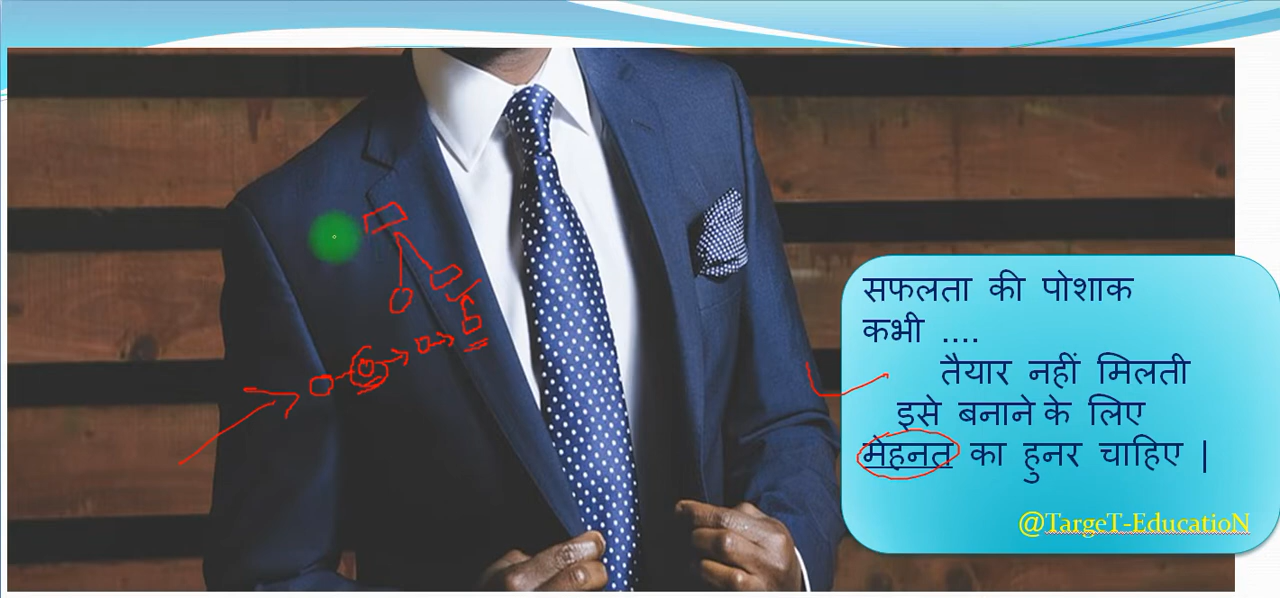 सफलता की पोशाक
कभी ....
तैयार नहीं मिलती
इसे बनाने के लिए
मेहनत का हुनर चाहिए |
@TargeT-EducatioN